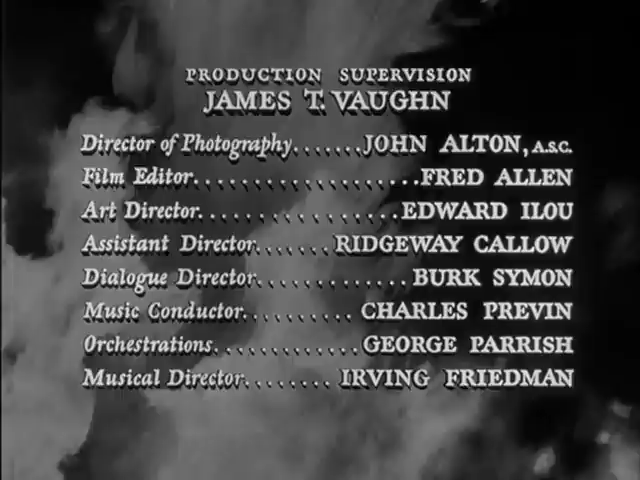 PRODUCTION SUPERVISION
JAMES T. VAUGHN
Director of Photography.......JOHN ALTON, A.S.C.
Film Editor....................FRED ALLEN
Art Director..................EDWARD ILOU
Assistant Director.......RIDGEWAY CALLOW
Dialogue Director.............BURK SYMON
Music Conductor..........CHARLES PREVIN
Orchestrations.............GEORGE PARRISH
Musical Director........IRVING FRIEDMAN